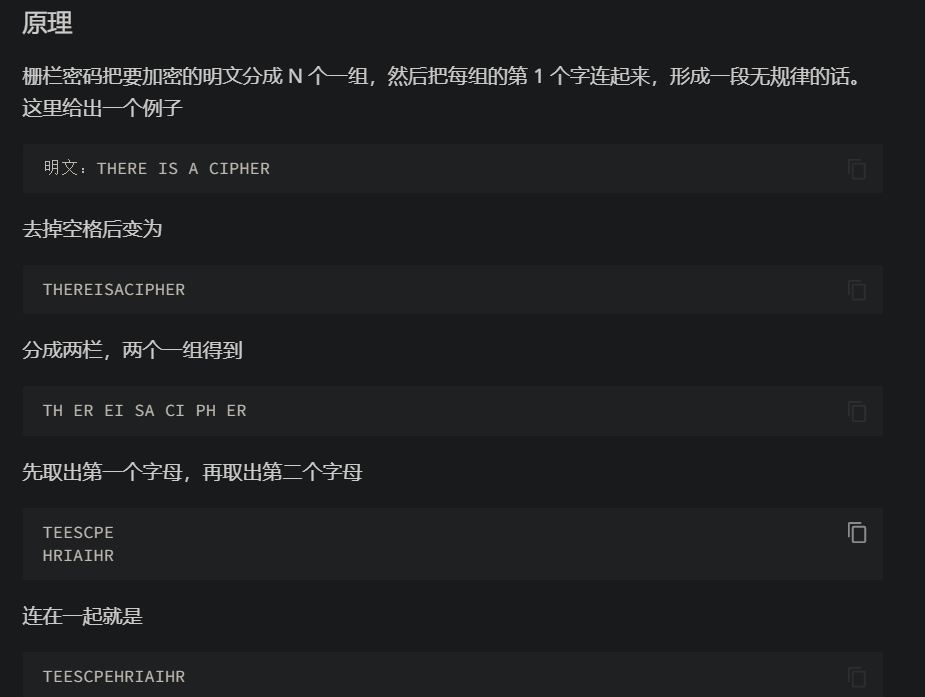 原理
栅栏密码把要加密的明文分成 N 个一组，然后把每组的第 1 个字连起来，形成一段无规律的话。
这里给出一个例子
明文：THERE IS A CIPHER
去掉空格后变为
THEREISACIPHER
分成两栏，两个一组得到
TH ER EI SA CI PH ER
先取出第一个字母，再取出第二个字母
TEESCPE
HRIAIHR
连在一起就是
TEESCPEHRIAIHR